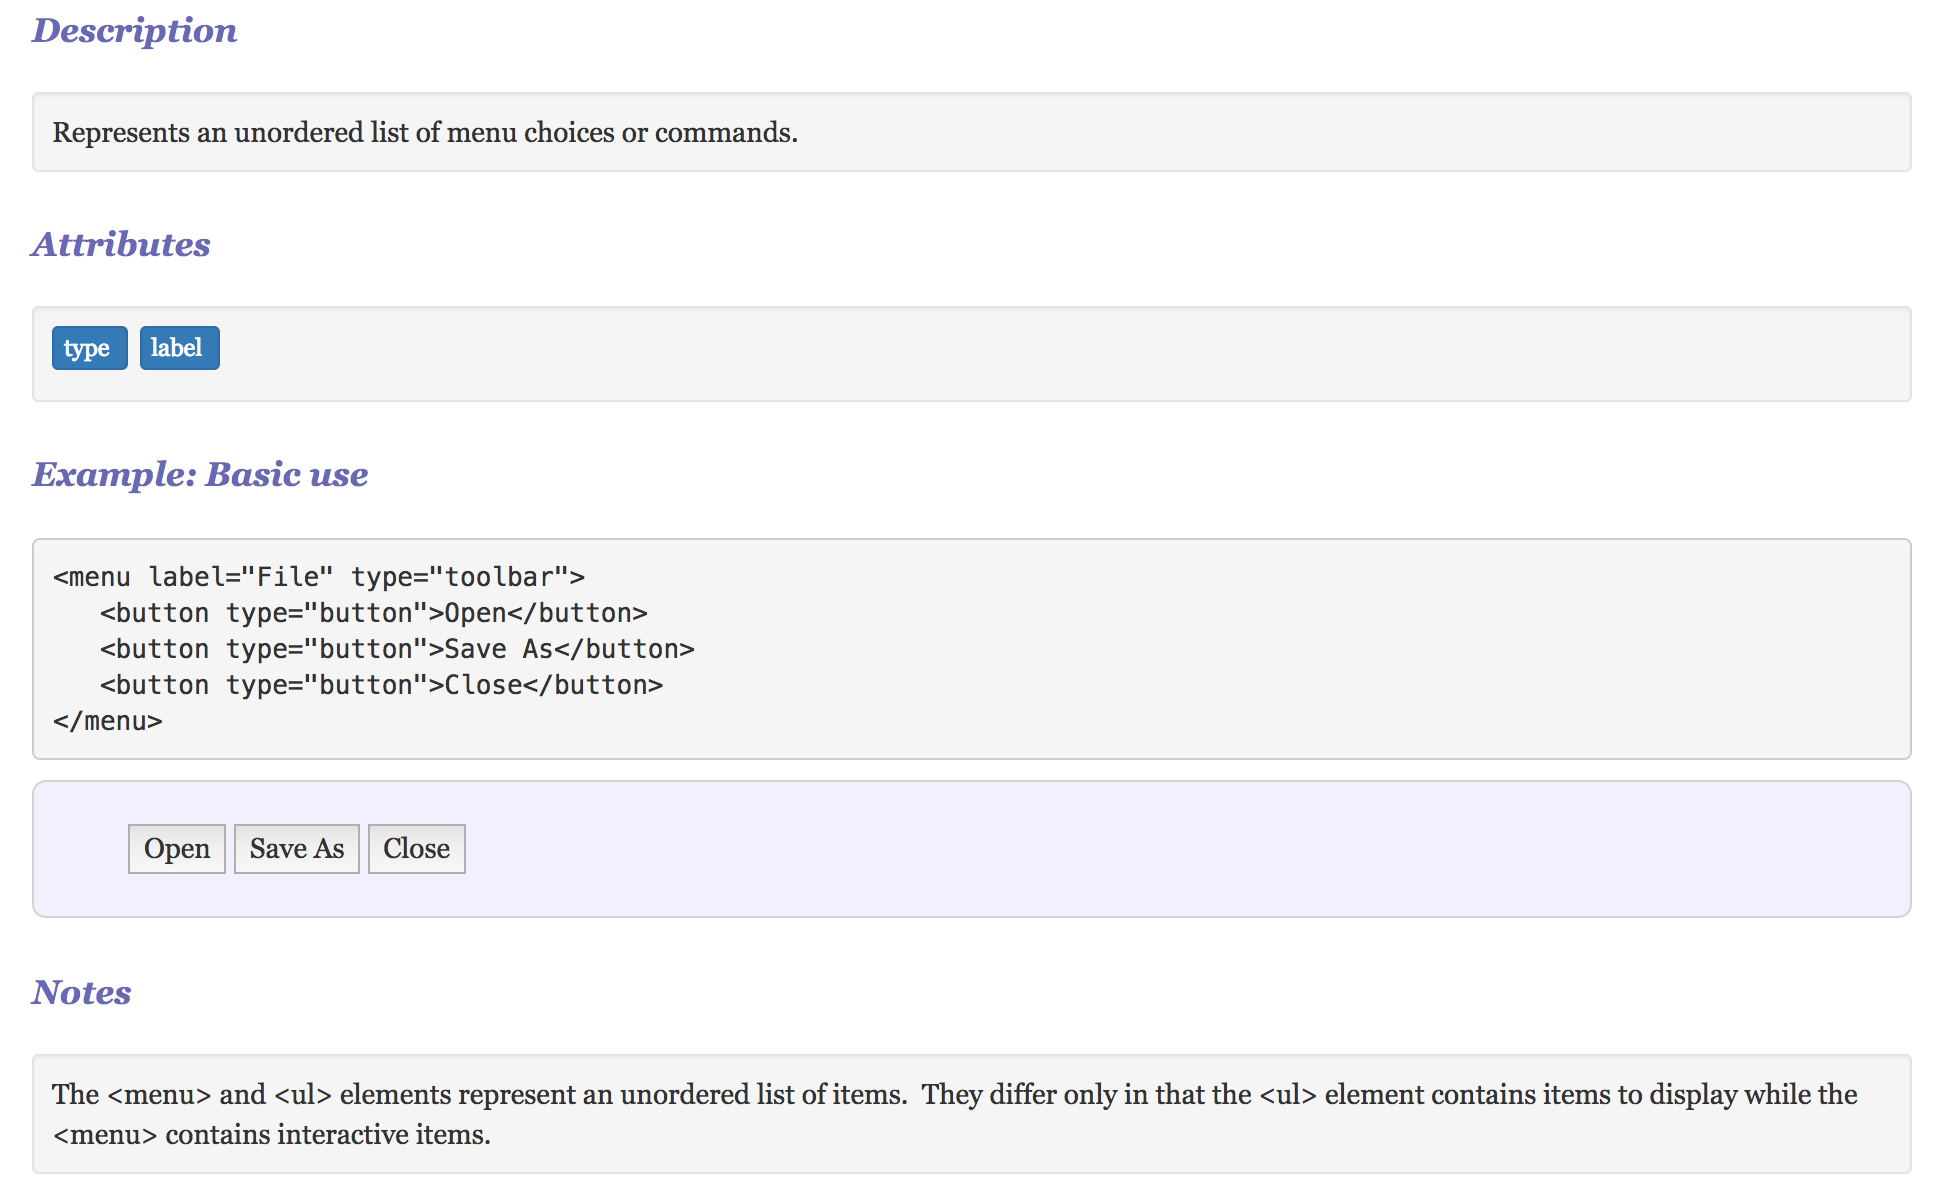 Description
Represents an unordered list of menu choices or commands.
Attributes
type label
Example: Basic use
<menu label="File" type="toolbar">
   <button type="button">Open</button>
   <button type="button">Save As</button>
   <button type="button">Close</button>
</menu>
Open Save As Close
Notes
The <menu> and <ul> elements represent an unordered list of items.  They differ only in that the <ul> element contains items to display while the
<menu> contains interactive items.